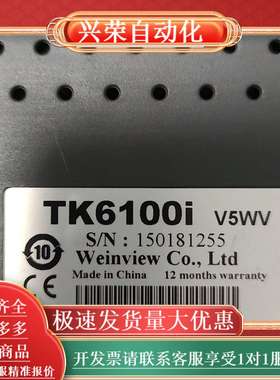 兴荣自动化
TK6100i V5WV
S/N : 150181255
Weinview Co., Ltd
Made in China 12 months warranty
10
CE
极速发货量大优惠
商品
开发票请联系客服享受1对1服